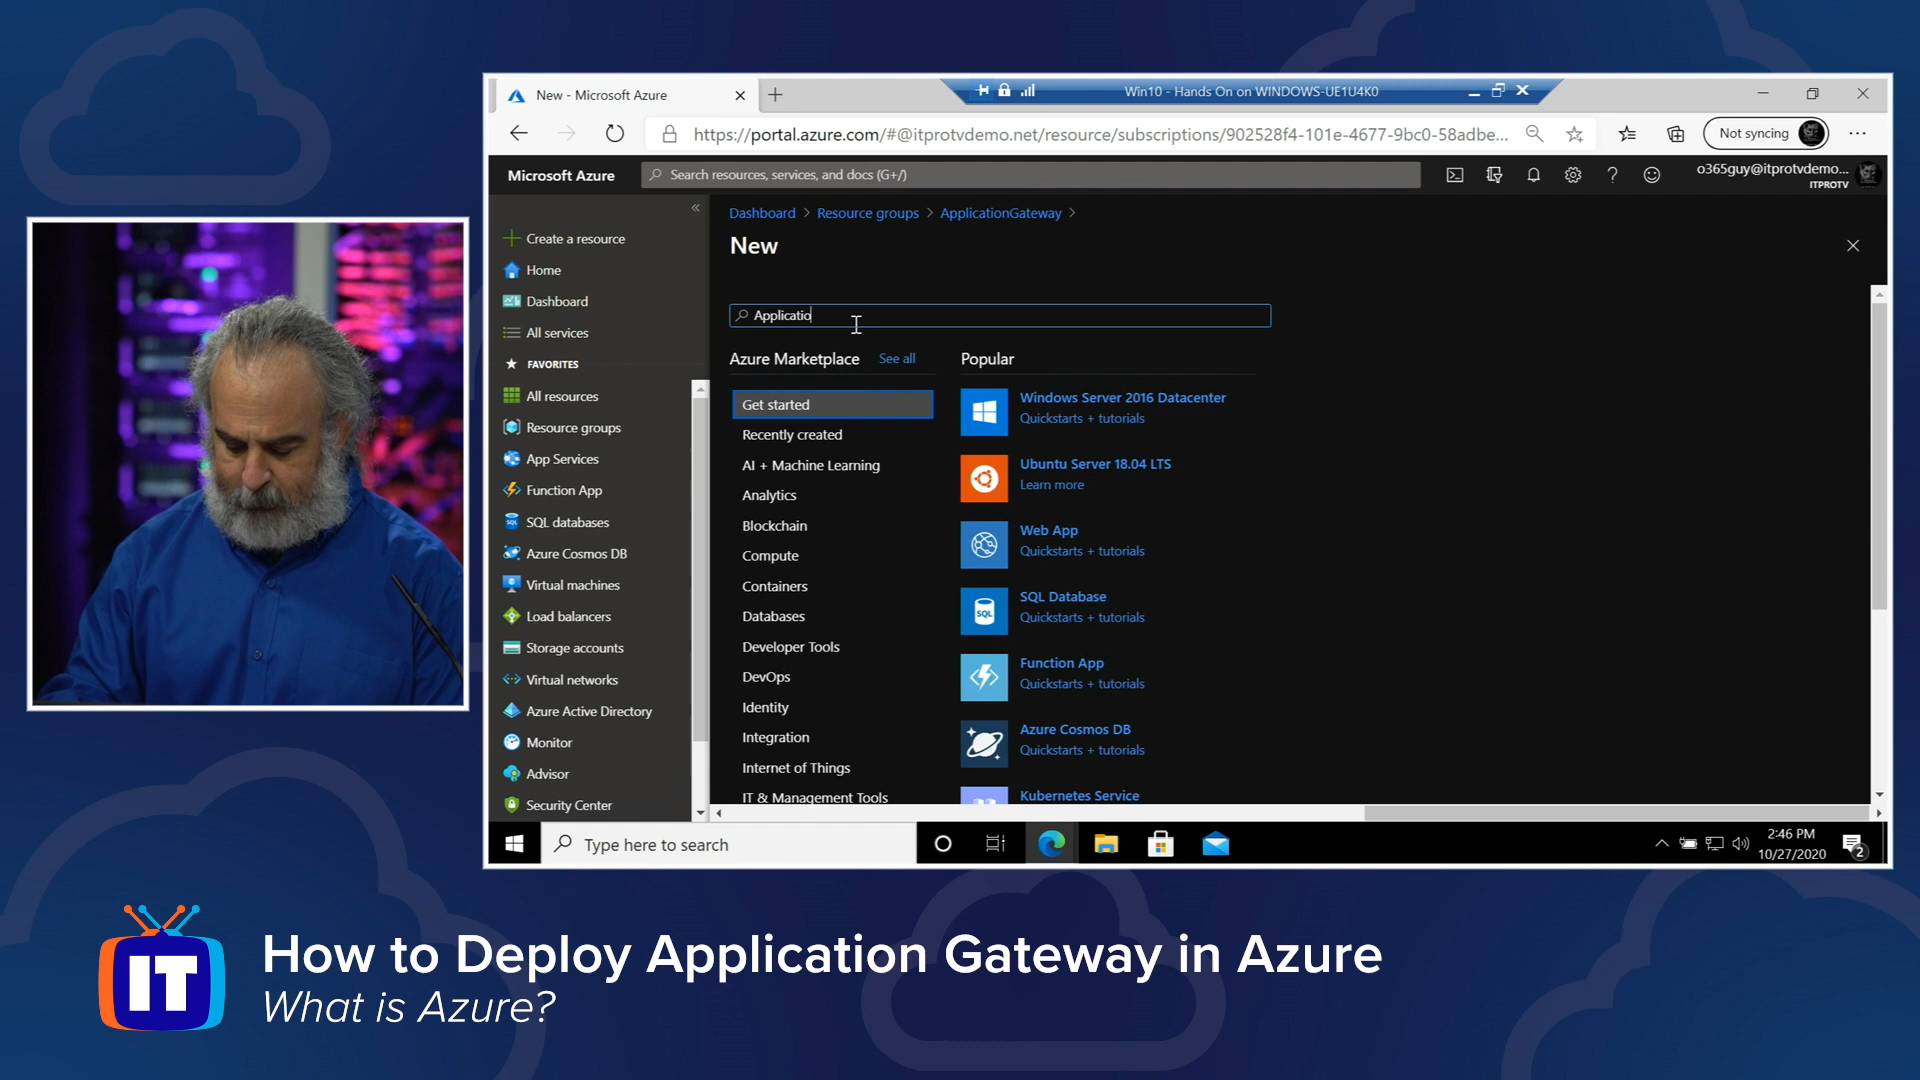 New - Microsoft Azure
Win10 - Hands On on WINDOWS-UE1U4K0
https://portal.azure.com/#@itprotvdemo.net/resource/subscriptions/902528f4-101e-4677-9bc0-58adbe...
Not syncing
Microsoft Azure
Search resources, services, and docs (G+/)
o365guy@itprotvdemo...
ITPROTV
Dashboard > Resource groups > ApplicationGateway >
New
Applicatio
Create a resource
Home
Dashboard
All services
FAVORITES
All resources
Resource groups
App Services
Function App
SQL databases
Azure Cosmos DB
Virtual machines
Load balancers
Storage accounts
Virtual networks
Azure Active Directory
Monitor
Advisor
Security Center
Azure Marketplace See all
Get started
Recently created
AI + Machine Learning
Analytics
Blockchain
Compute
Containers
Databases
Developer Tools
DevOps
Identity
Integration
Internet of Things
IT & Management Tools
Popular
Windows Server 2016 Datacenter
Quickstarts + tutorials
Ubuntu Server 18.04 LTS
Learn more
Web App
Quickstarts + tutorials
SQL
SQL Database
Quickstarts + tutorials
Function App
Quickstarts + tutorials
Azure Cosmos DB
Quickstarts + tutorials
Kubernetes Service
Type here to search
2:46 PM
10/27/2020
2
IT
How to Deploy Application Gateway in Azure
What is Azure?